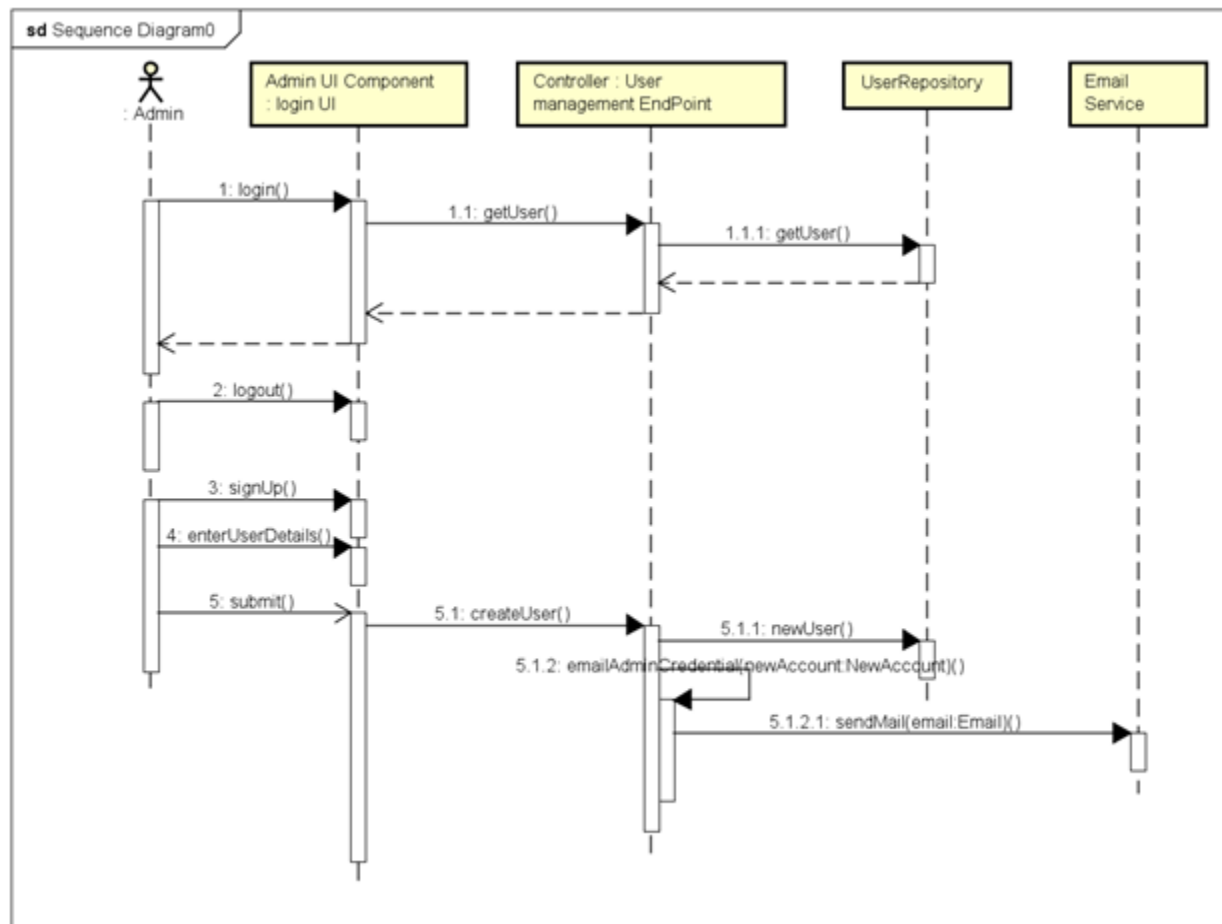 sd Sequence Diagram0
: Admin
Admin UI Component
: login UI
Controller : User
management EndPoint
UserRepository
Email
Service
1: login()
1.1: getUser()
1.1.1: getUser()
2: logout()
3: signUp()
4: enterUserDetails()
5: submit()
5.1: createUser()
5.1.1: newUser()
5.1.2: emailAdminCredential(newAccount:NewAccount)()
5.1.2.1: sendMail(email:Email)()